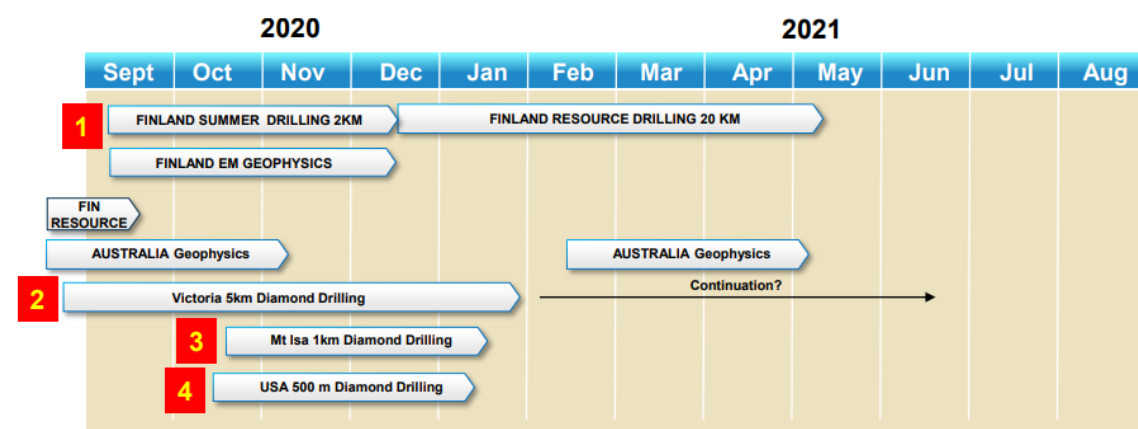 2020 2021
Sept Oct Nov Dec Jan Feb Mar Apr May Jun Jul Aug
1 FINLAND SUMMER DRILLING 2KM FINLAND RESOURCE DRILLING 20 KM
FINLAND EM GEOPHYSICS
FIN
RESOURCE
AUSTRALIA Geophysics AUSTRALIA Geophysics
2 Victoria 5km Diamond Drilling Continuation?
3 Mt Isa 1km Diamond Drilling
4 USA 500 m Diamond Drilling